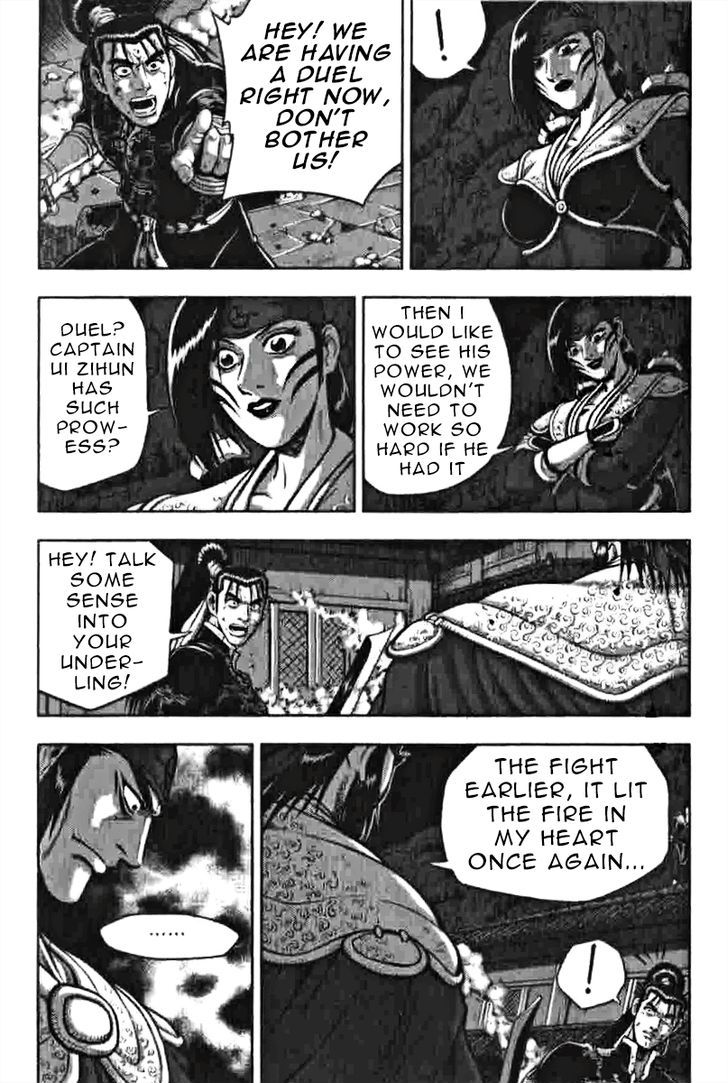 HEY! WE
ARE HAVING
A DUEL
RIGHT NOW,
DON'T
BOTHER
US!
!
DUEL?
CAPTAIN
UI ZIHUN
HAS
SUCH
PROW-
ESS?
THEN I
WOULD LIKE
TO SEE HIS
POWER, WE
WOULDN'T
NEED TO
WORK SO
HARD IF HE
HAD IT
HEY! TALK
SOME
SENSE
INTO
YOUR
UNDER-
LING!
......
THE FIGHT
EARLIER, IT LIT
THE FIRE IN
MY HEART
ONCE AGAIN...
!